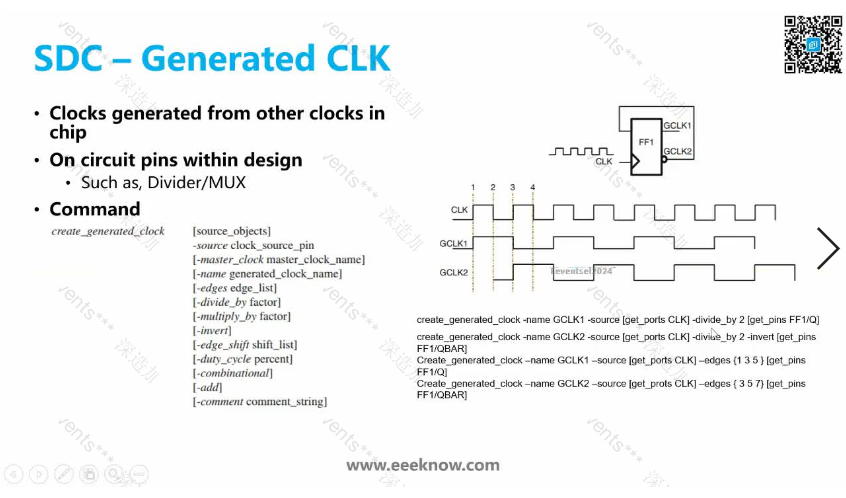 SDC – Generated CLK
• Clocks generated from other clocks in
chip
• On circuit pins within design
• Such as, Divider/MUX
• Command
create_generated_clock [source_objects]
-source clock_source_pin
[-master_clock master_clock_name]
[-name generated_clock_name]
[-edges edge_list]
[-divide_by factor]
[-multiply_by factor]
[-invert]
[-edge_shift shift_list]
[-duty_cycle percent]
[-combinational]
[-add]
[-comment comment_string]
GCLK1
FF1
GCLK2
CLK
1 2 3 4
CLK
GCLK1
GCLK2
create_generated_clock -name GCLK1 -source [get_ports CLK] -divide_by 2 [get_pins FF1/Q]
create_generated_clock -name GCLK2 -source [get_ports CLK] -divide_by 2 -invert [get_pins
FF1/QBAR]
Create_generated_clock –name GCLK1 –source [get_ports CLK] –edges {1 3 5 } [get_pins
FF1/Q]
Create_generated_clock –name GCLK2 –source [get_prots CLK] –edges { 3 5 7} [get_pins
FF1/QBAR]
www.eeeknow.com